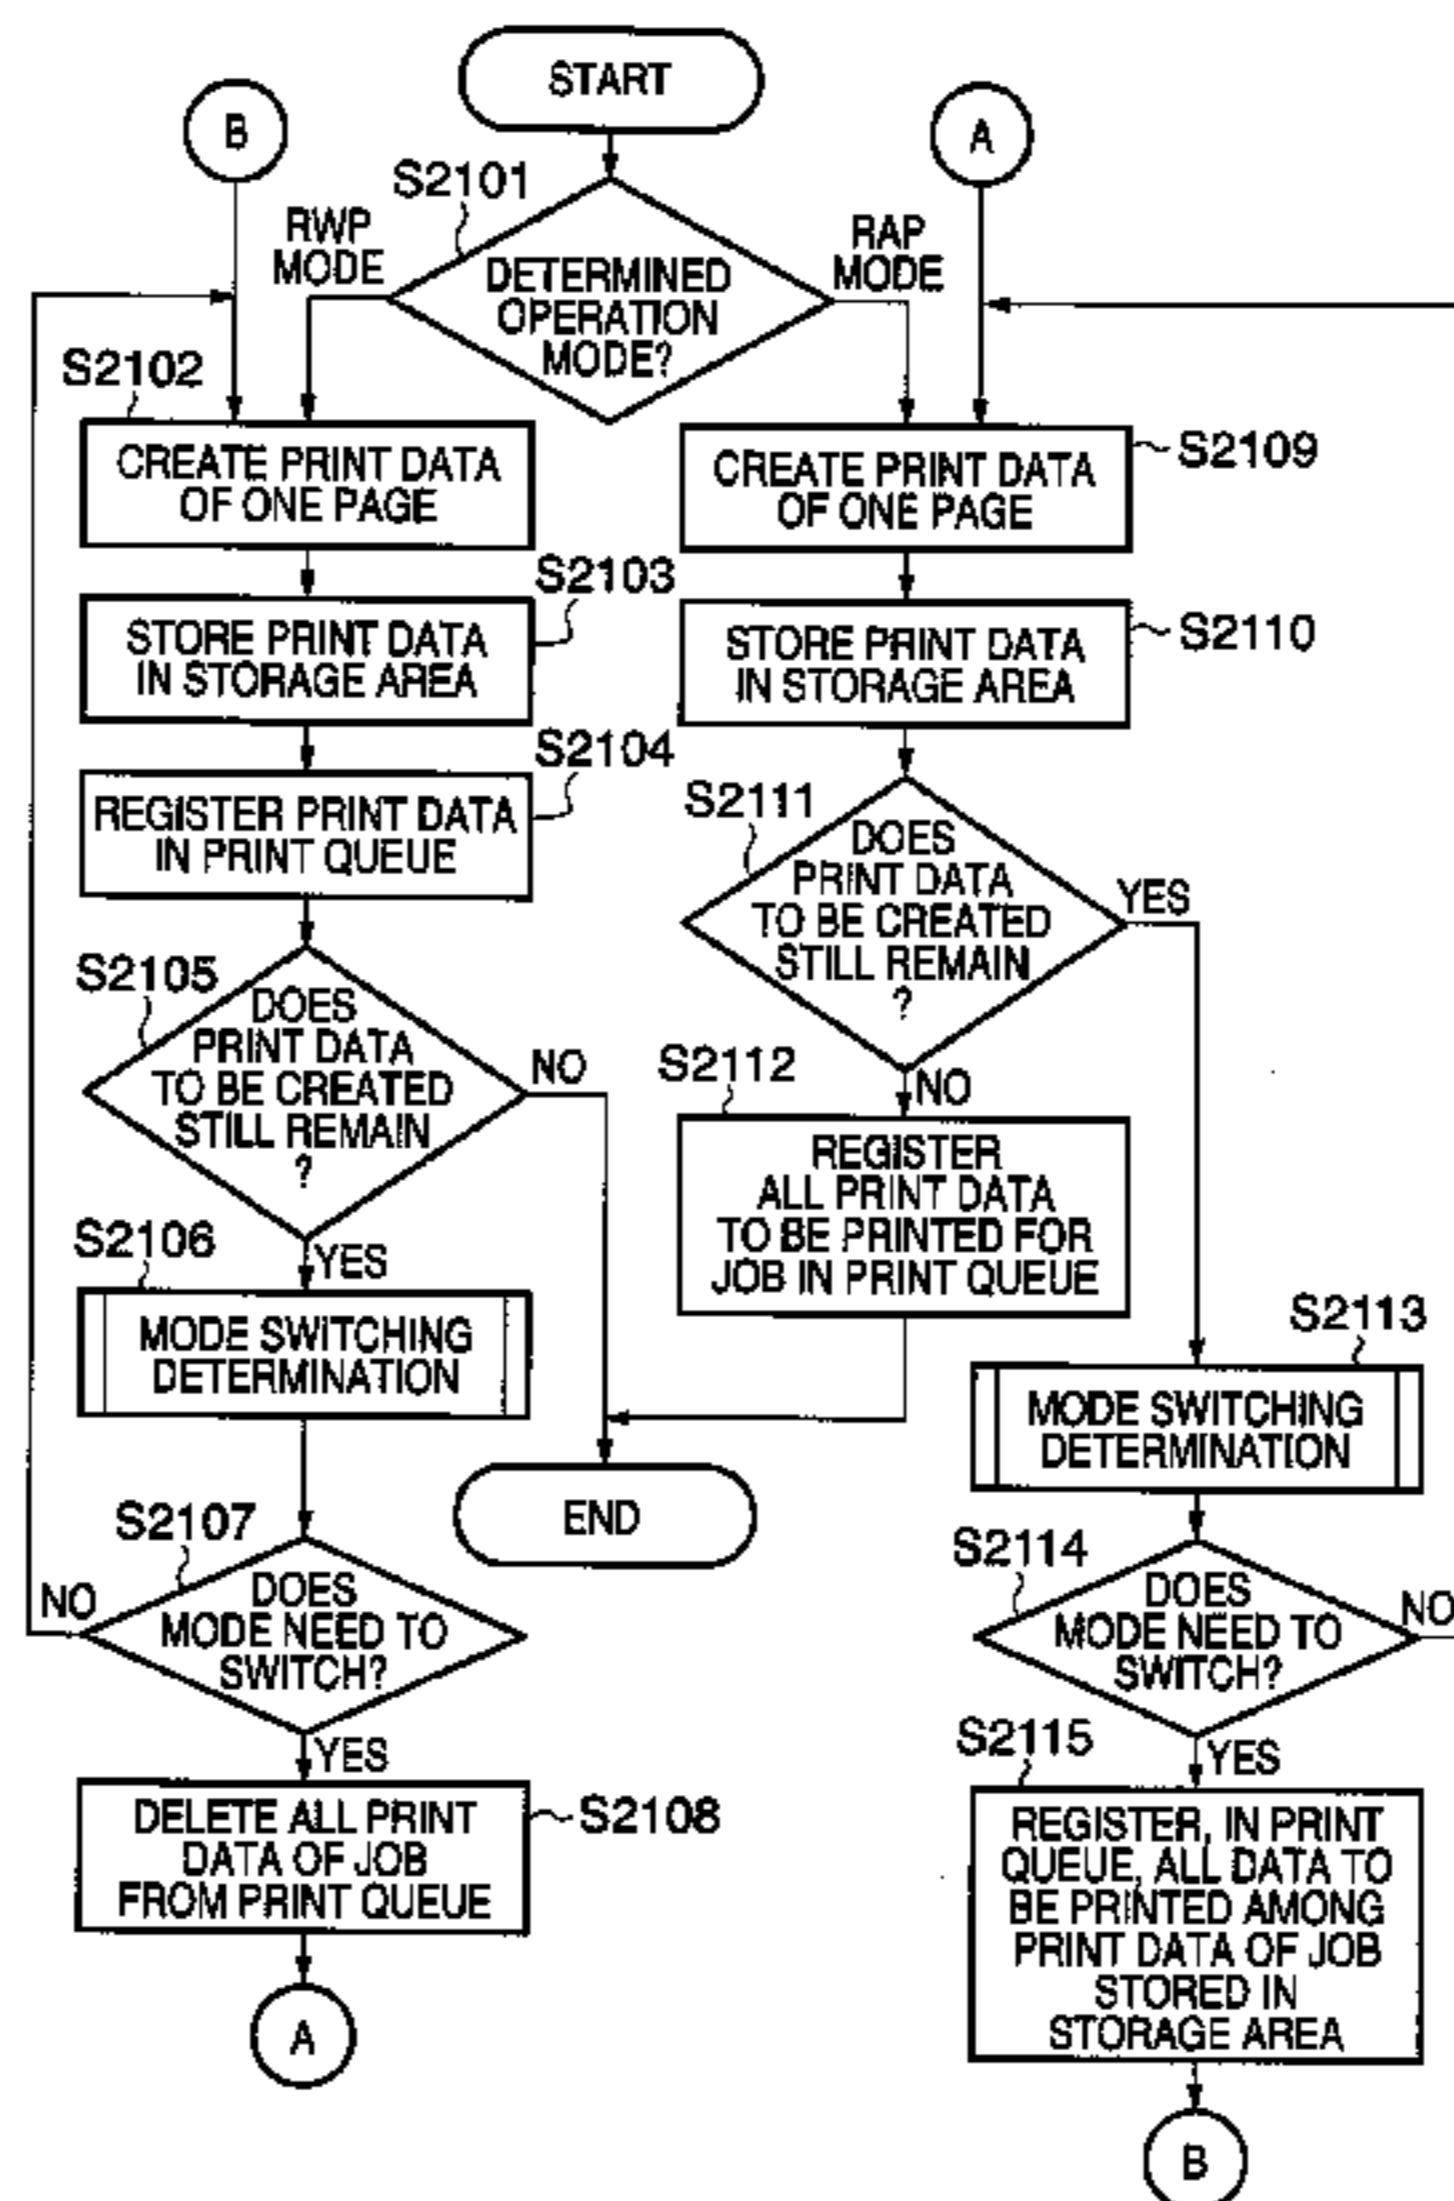 START
B
A
S2101
RWP
MODE
RAP
MODE
DETERMINED
OPERATION
MODE?
S2102
CREATE PRINT DATA
OF ONE PAGE
S2103
STORE PRINT DATA
IN STORAGE AREA
S2104
REGISTER PRINT DATA
IN PRINT QUEUE
S2105
DOES
PRINT DATA
TO BE CREATED
STILL REMAIN
?
NO
YES
S2106
MODE SWITCHING
DETERMINATION
S2107
DOES
MODE NEED TO
SWITCH?
NO
YES
DELETE ALL PRINT
DATA OF JOB
FROM PRINT QUEUE
S2108
A
CREATE PRINT DATA
OF ONE PAGE
S2109
STORE PRINT DATA
IN STORAGE AREA
S2110
S2111
DOES
PRINT DATA
TO BE CREATED
STILL REMAIN
?
YES
NO
S2112
REGISTER
ALL PRINT DATA
TO BE PRINTED FOR
JOB IN PRINT QUEUE
END
S2113
MODE SWITCHING
DETERMINATION
S2114
DOES
MODE NEED TO
SWITCH?
NO
YES
S2115
REGISTER, IN PRINT
QUEUE, ALL DATA TO
BE PRINTED AMONG
PRINT DATA OF JOB
STORED IN
STORAGE AREA
B